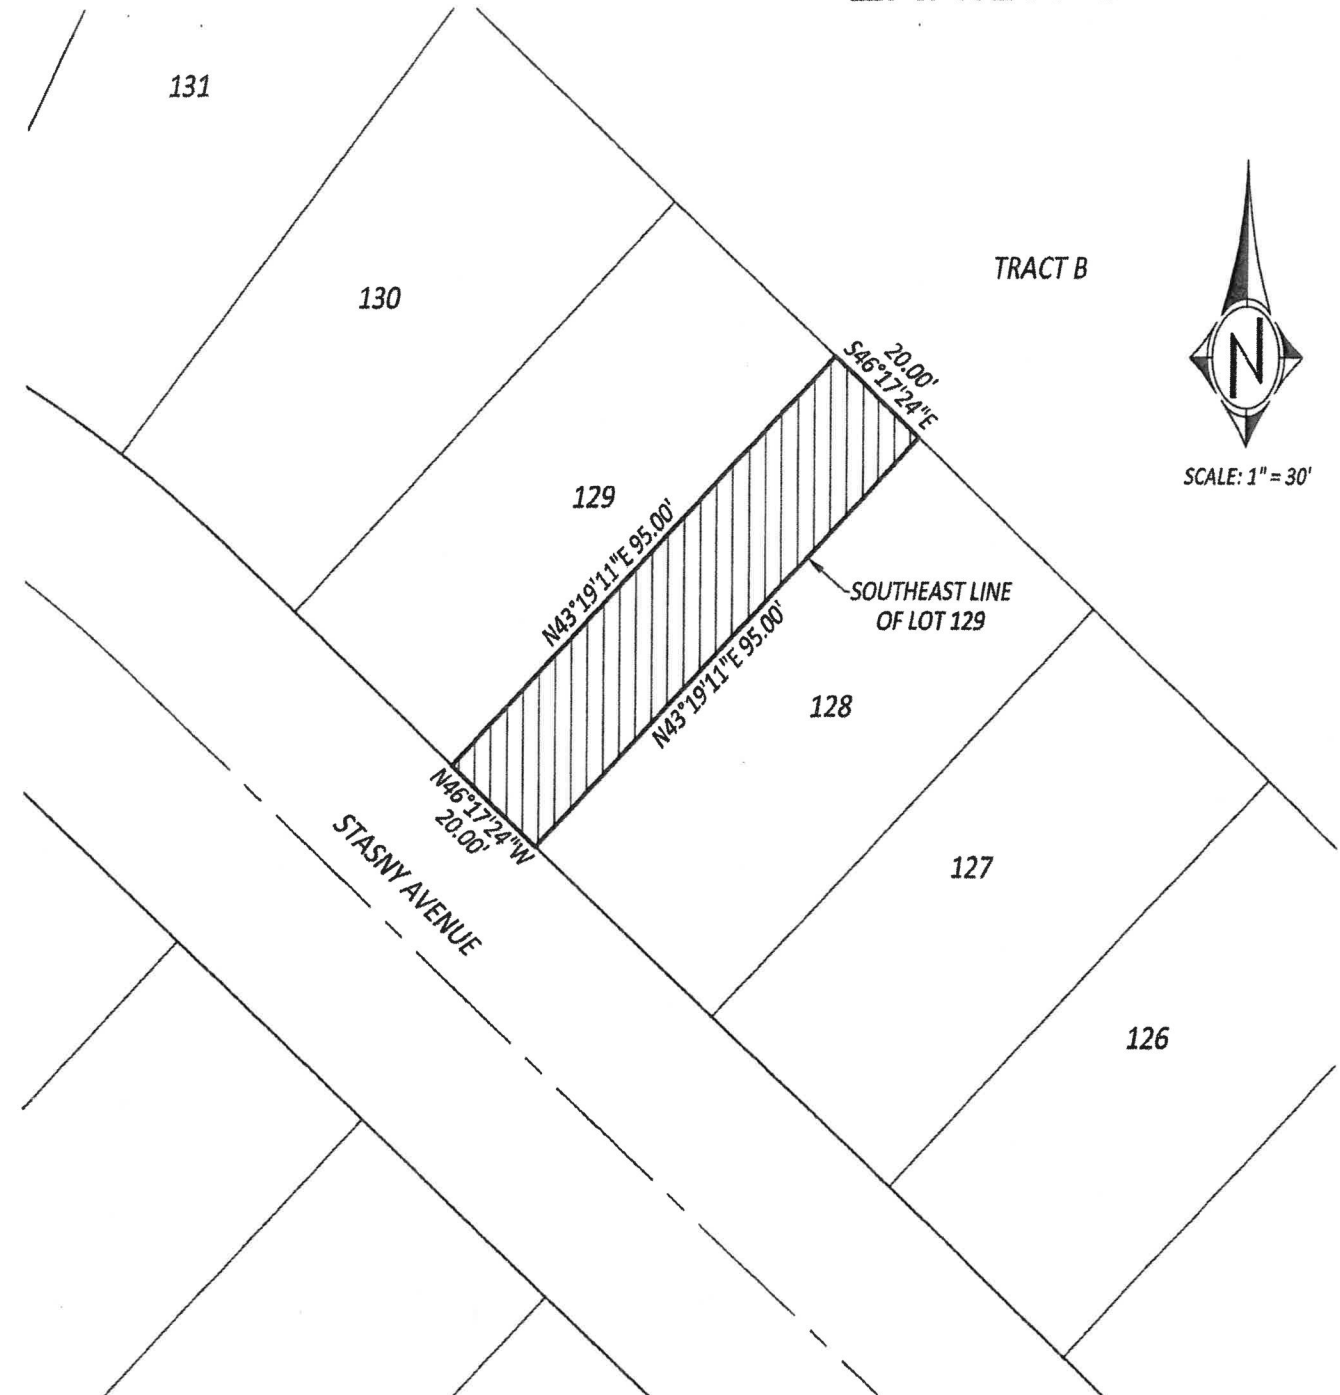 131
130
TRACT B
N
SCALE: 1" = 30'
20.00'
S46°17'24"E
129
N43°19'11"E 95.00'
SOUTHEAST LINE
OF LOT 129
N43°19'11"E 95.00'
128
N46°17'24"W
20.00'
STASNY AVENUE
127
126